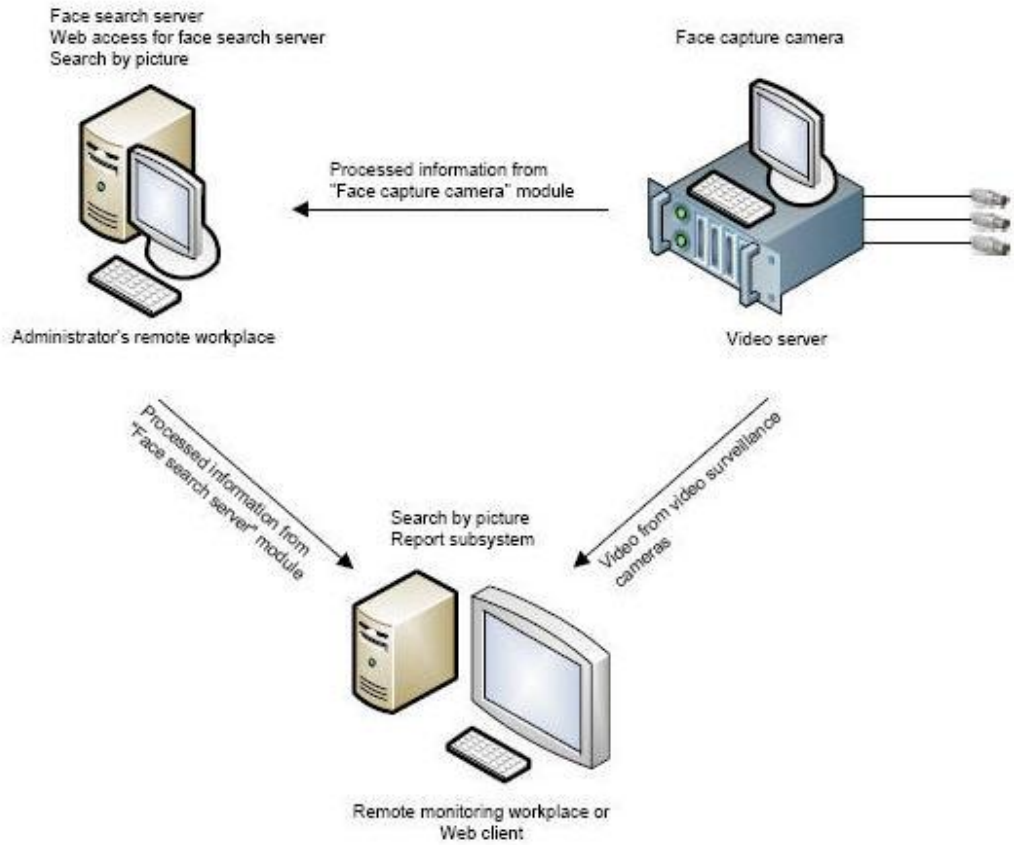 Face search server
Web access for face search server
Search by picture
Face capture camera
Processed information from
"Face capture camera" module
Administrator's remote workplace
Video server
Processed information from
"Face search server" module
Video from video surveillance
cameras
Search by picture
Report subsystem
Remote monitoring workplace or
Web client